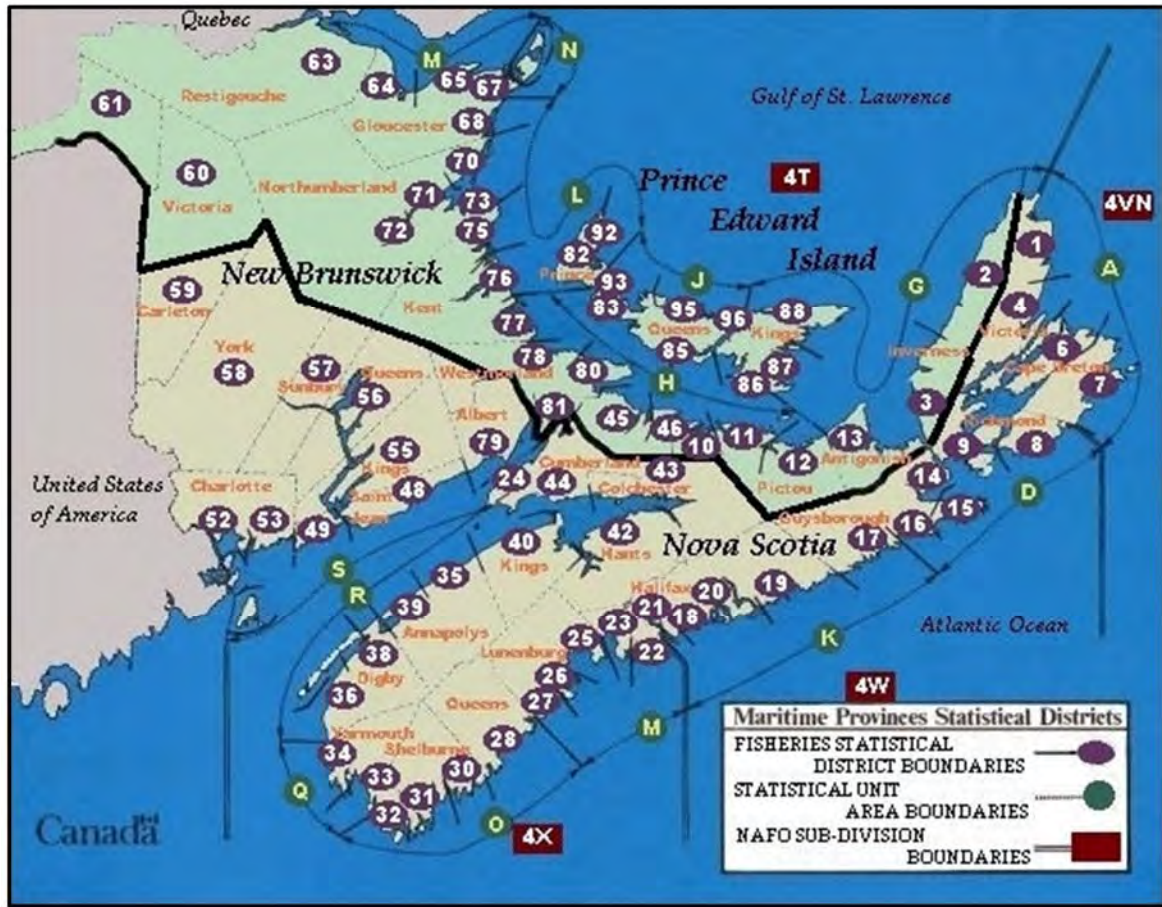 Quebec
N
M
63
65
64
67
Restigouche
61
Gulf of St. Lawrence
68
Gloucester
70
60
Prince
4T
Northumberland
71
L
Victoria
73
4VN
72
92
Edward
75
1
82
Island
New Brunswick
2
A
Prince
76
93
J
G
59
83
95
88
4
Carleton
Kent
96
Victoria
77
Queens
Kings
York
85
Inverness
6
78
57
Queens
87
Cape Breton
58
Westmorland
80
H
86
7
Sunbury
56
Albert
81
3
45
46
Richmond
79
10
11
13
9
8
55
Antigonish
Kings
Cumberland
12
43
14
United States
of America
Charlotte
48
24
44
Colchester
Pictou
D
Saint
Jean
15
52
53
49
Guysborough
16
42
17
40
Nova Scotia
Kings
Hants
S
35
19
R
Halifax
20
39
21
18
Annapolys
23
Atlantic Ocean
25
K
38
Lunenburg
22
Digby
26
36
4W
Queens
27
M
Yarmouth
28
34
Shelburne
33
30
Q
31
32
O
4X
Canada
Maritime Provinces Statistical Districts
FISHERIES STATISTICAL
DISTRICT BOUNDARIES
STATISTICAL UNIT
AREA BOUNDARIES
NAFO SUB-DIVISION
BOUNDARIES